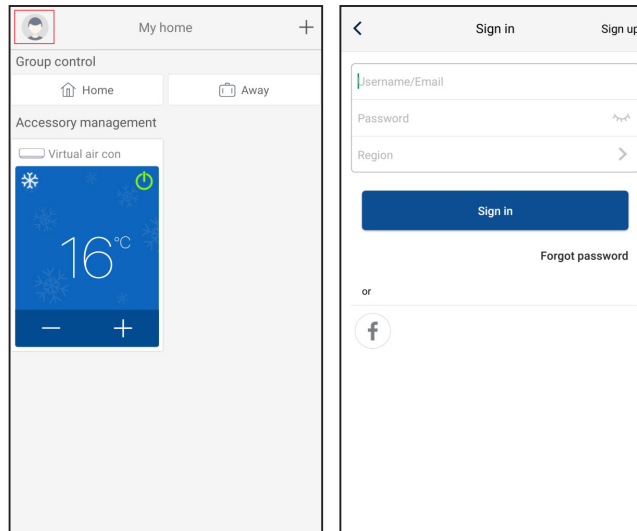 My home
Group control
Home
Away
Accessory management
Virtual air con
16°C
Sign in
Sign up
Username/Email
Password
Region
Sign in
Forgot password
or
f